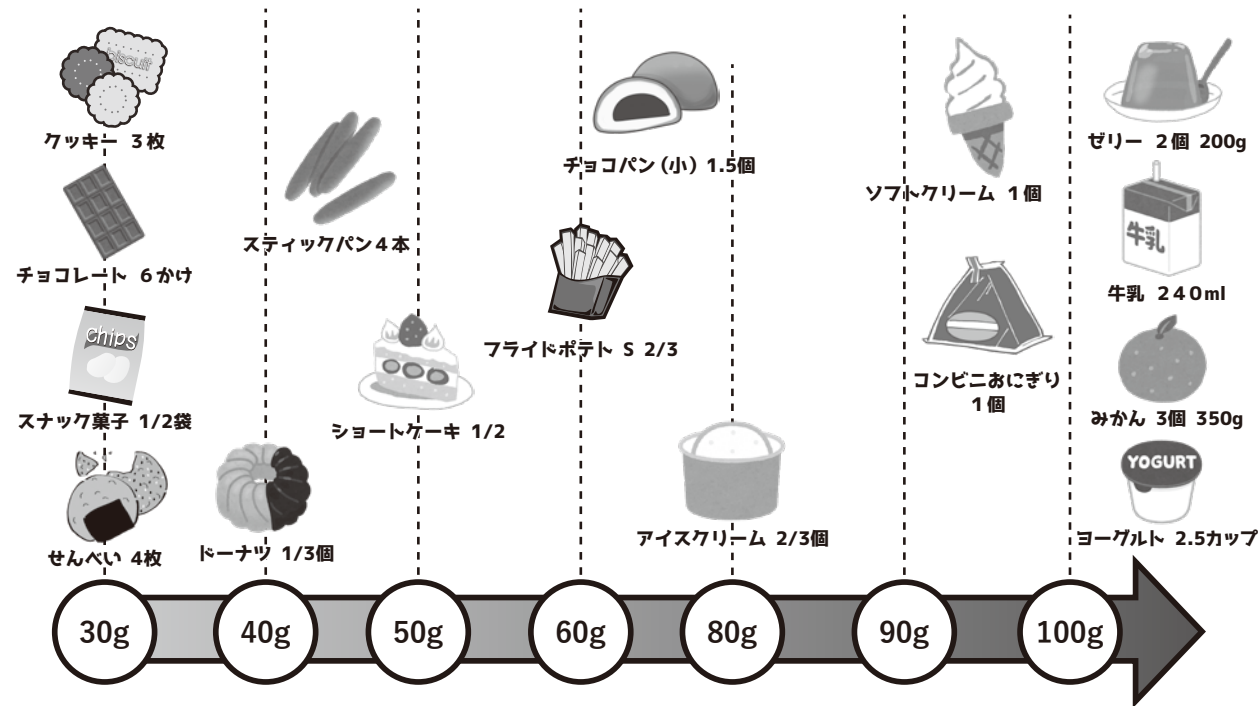 biscuit
クッキー 3枚
チョコレート 6かけ
chips
スナック菓子 1/2袋
せんべい 4枚
ドーナツ 1/3個
スティックパン4本
ショートケーキ 1/2
チョコパン(小) 1.5個
フライドポテト S 2/3
アイスクリーム 2/3個
ソフトクリーム 1個
コンビニおにぎり
1個
ゼリー 2個 200g
牛乳
牛乳 240ml
みかん 3個 350g
YOGURT
ヨーグルト 2.5カップ
30g
40g
50g
60g
80g
90g
100g